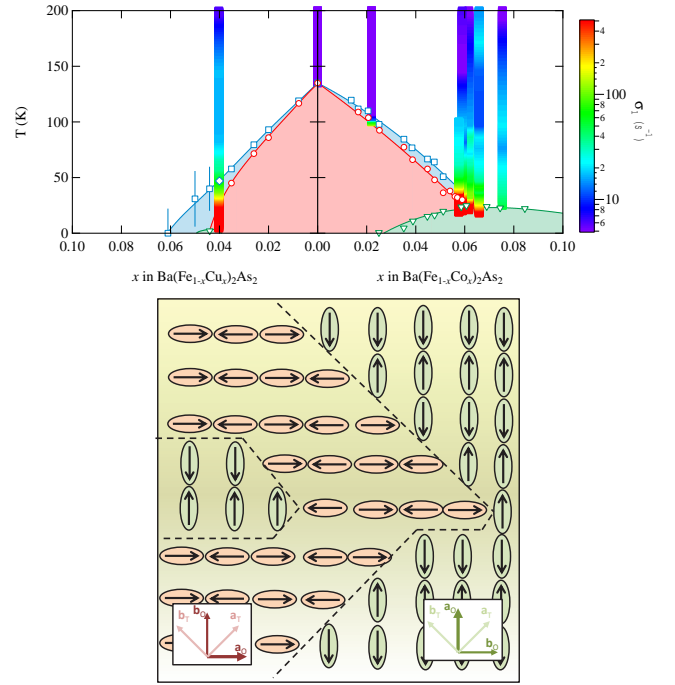 200
150
100
50
0
T (K)
0.10 0.08 0.06 0.04 0.02 0.00 0.02 0.04 0.06 0.08 0.10
x in Ba(Fe1-xCux)2As2 x in Ba(Fe1-xCox)2As2
4
2
100
8
6
4
2
10
8
6
σ1 (s-1)
bT bO aT
aO
bT aO aT
bO